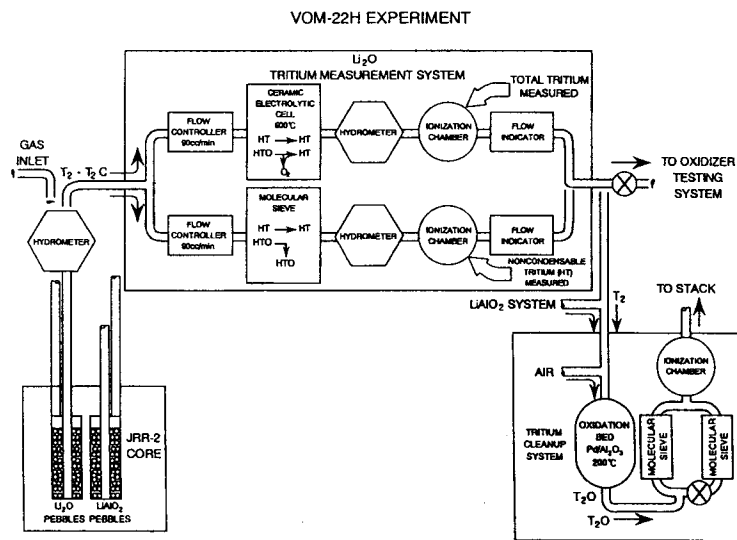 VOM-22H EXPERIMENT
Li₂O
TRITIUM MEASUREMENT SYSTEM
TOTAL TRITIUM
MEASURED
GAS
INLET
T₂ - T₂C
FLOW
CONTROLLER
90cc/min
CERAMIC
ELECTROLYTIC
CELL
600°C
HT → HT
HTO → HT
O₂
HYDROMETER
IONIZATION
CHAMBER
FLOW
INDICATOR
TO OXIDIZER
TESTING
SYSTEM
HYDROMETER
FLOW
CONTROLLER
90cc/min
MOLECULAR
SIEVE
HT → HT
HTO
HTO
HYDROMETER
IONIZATION
CHAMBER
FLOW
INDICATOR
NONCONDENSABLE
TRITIUM (HT)
MEASURED
LiAlO₂ SYSTEM
T₂
TO STACK
AIR
IONIZATION
CHAMBER
JRR-2
CORE
Li₂O
PEBBLES
LiAlO₂
PEBBLES
TRITIUM
CLEANUP
SYSTEM
OXIDATION
BED
Pd/Al₂O₃
200°C
MOLECULAR
SIEVE
MOLECULAR
SIEVE
T₂O
T₂O